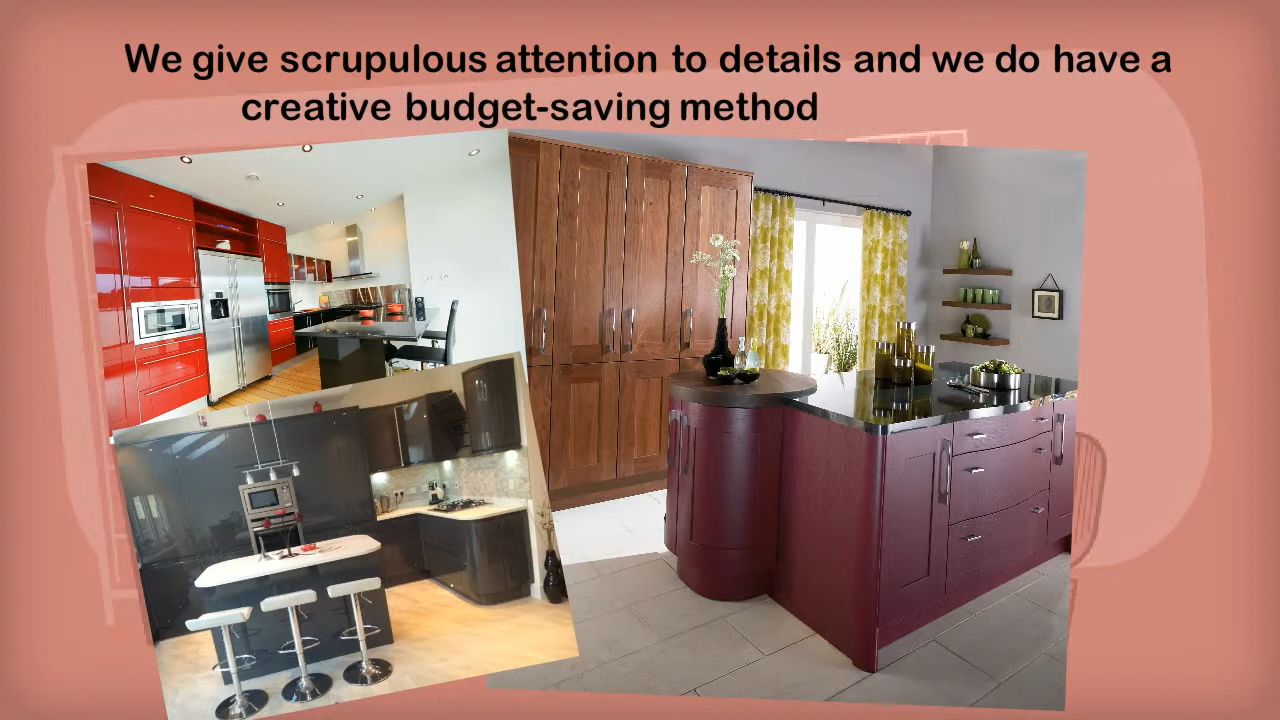 We give scrupulous attention to details and we do have a
creative budget-saving method